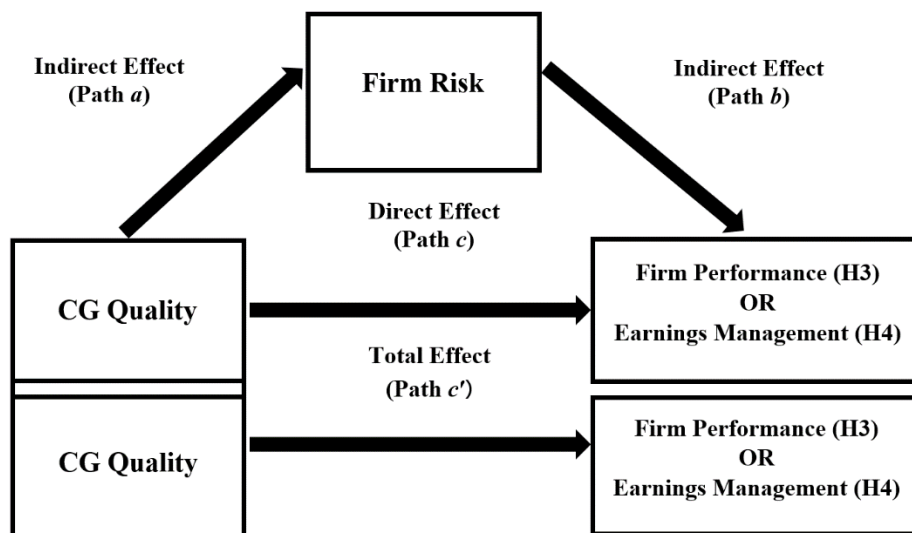 Indirect Effect
(Path a)
Firm Risk
Indirect Effect
(Path b)
Direct Effect
(Path c)
CG Quality
Firm Performance (H3)
OR
Earnings Management (H4)
Total Effect
(Path c')
CG Quality
Firm Performance (H3)
OR
Earnings Management (H4)